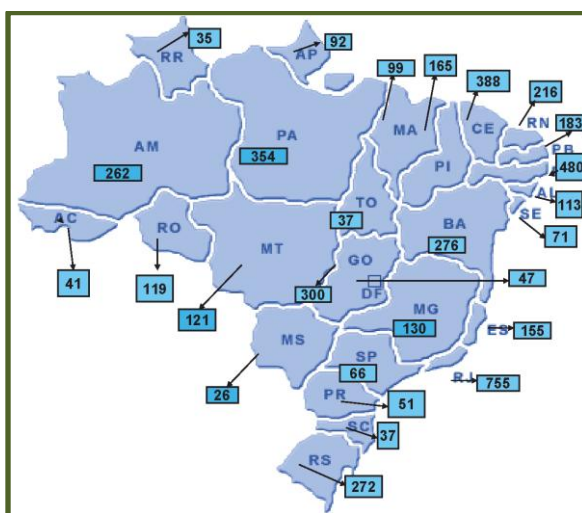 35
92
RR
AP
99
165
388
216
RN
183
PB
CE
MA
PA
AM
PI
480
354
262
AL
113
TO
37
SE
71
AC
RO
BA
276
MT
GO
41
119
300
DF
47
121
MG
130
ES
155
MS
SP
66
RJ
755
26
PR
51
SC
37
RS
272